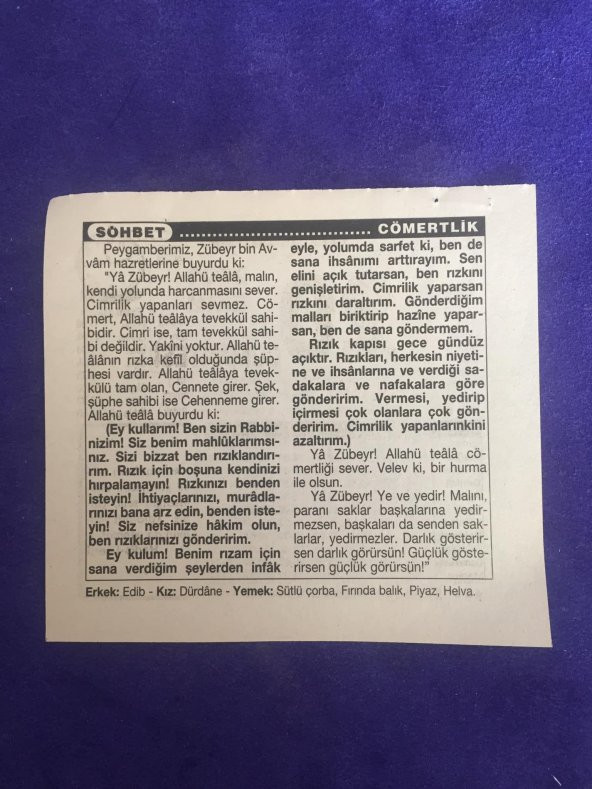 SOHBET ...................................... CÖMERTLİK
Peygamberimiz, Zübeyr bin Av-
vâm hazretlerine buyurdu ki:
"Yâ Zübeyr! Allahü teâlâ, malın,
kendi yolunda harcanmasını sever.
Cimrilik yapanları sevmez. Cö-
mert, Allahü teâlâya tevekkül sahi-
bidir. Cimri ise, tam tevekkül sahi-
bi değildir. Yakîni yoktur. Allahü te-
âlânın rızka kefîl olduğunda şüp-
hesi vardır. Allahü teâlâya tevek-
külü tam olan, Cennete girer. Şek,
şüphe sahibi ise Cehenneme girer.
Allahü teâlâ buyurdu ki:
(Ey kullarım! Ben sizin Rabbi-
nizim! Siz benim mahlûklarımsı-
nız. Sizi bizzat ben rızıklandırı-
rım. Rızık için boşuna kendinizi
hırpalamayın! Rızkınızı benden
isteyin! İhtiyaçlarınızı, murâdla-
rınızı bana arz edin, benden iste-
yin! Siz nefsinize hâkim olun,
ben rızıklarınızı gönderirim.
Ey kulum! Benim rızam için
sana verdiğim şeylerden infâk
eyle, yolumda sarfet ki, ben de
sana ihsânımı arttırayım. Sen
elini açık tutarsan, ben rızkını
genişletirim. Cimrilik yaparsan
rızkını daraltırım. Gönderdiğim
malları biriktirip hazîne yapar-
san, ben de sana göndermem.
Rızık kapısı gece gündüz
açıktır. Rızıkları, herkesin niyeti-
ne ve ihsânlarına ve verdiği sa-
dakalara ve nafakalara göre
gönderirim. Vermesi, yedirip
içirmesi çok olanlara çok gön-
deririm. Cimrilik yapanlarınkini
azaltırım.)
Yâ Zübeyr! Allahü teâlâ cö-
mertliği sever. Velev ki, bir hurma
ile olsun.
Yâ Zübeyr! Ye ve yedir! Malını,
paranı saklar başkalarına yedir-
mezsen, başkaları da senden sak-
larlar, yedirmezler. Darlık gösterir-
sen darlık görürsün! Güçlük göste-
rirsen güçlük görürsün!"
Erkek: Edib - Kız: Dürdâne - Yemek: Sütlü çorba, Fırında balık, Piyaz, Helva.